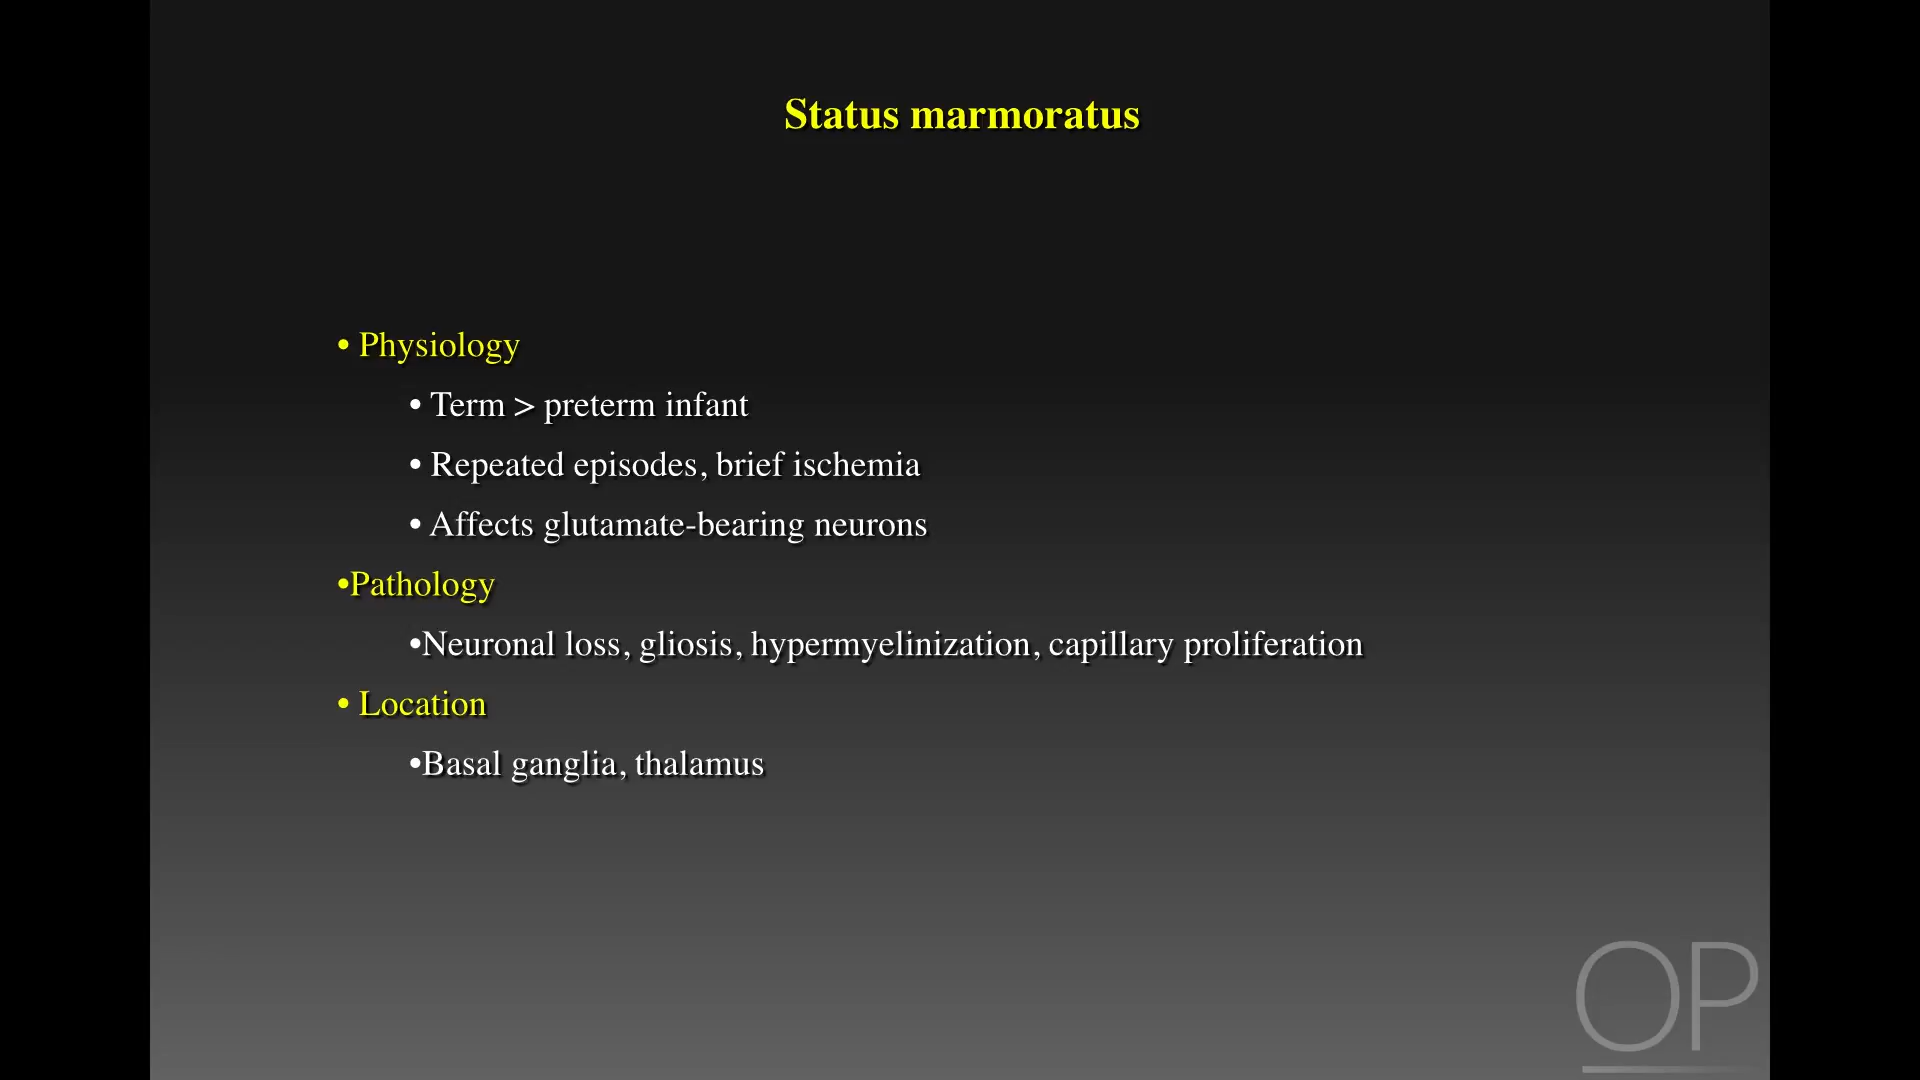 Status marmoratus
• Physiology
• Term > preterm infant
• Repeated episodes, brief ischemia
• Affects glutamate-bearing neurons
•Pathology
•Neuronal loss, gliosis, hypermyelinization, capillary proliferation
• Location
•Basal ganglia, thalamus
OP